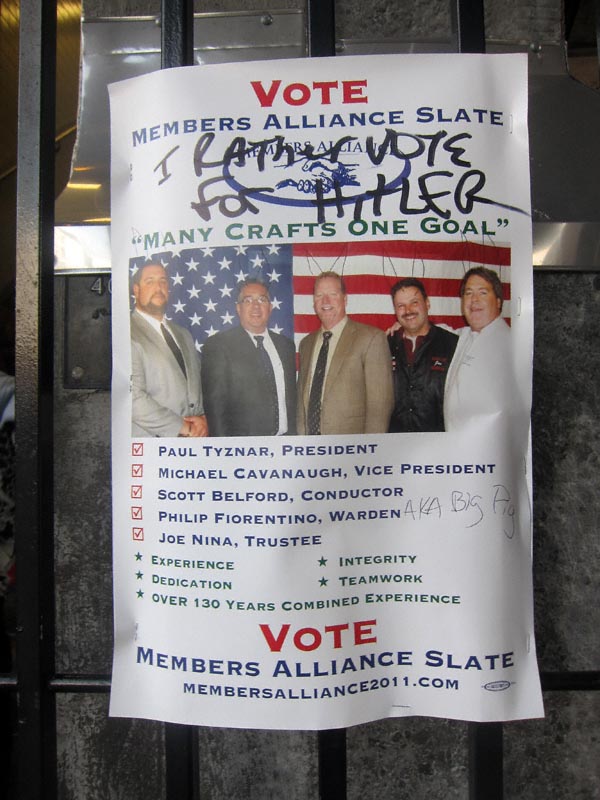 VOTE
MEMBERS ALLIANCE SLATE
MEMBERS ALLIANCE
I RATHER VOTE
FOR HITLER
"MANY CRAFTS ONE GOAL"
PAUL TYZNAR, PRESIDENT
MICHAEL CAVANAUGH, VICE PRESIDENT
SCOTT BELFORD, CONDUCTOR
PHILIP FIORENTINO, WARDEN AKA BIG PIG
JOE NINA, TRUSTEE
★ EXPERIENCE ★ INTEGRITY
★ DEDICATION ★ TEAMWORK
★ OVER 130 YEARS COMBINED EXPERIENCE
VOTE
MEMBERS ALLIANCE SLATE
MEMBERSALLIANCE2011.COM